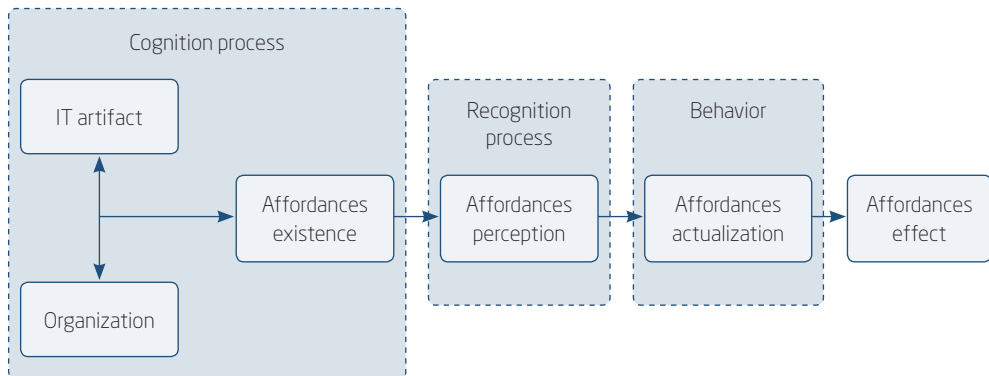 Cognition process
IT artifact
Organization
Affordances
existence
Recognition
process
Affordances
perception
Behavior
Affordances
actualization
Affordances
effect